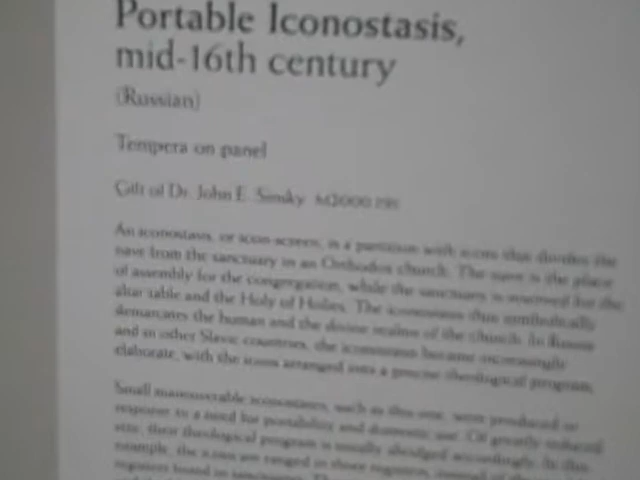 Portable Iconostasis,
mid-16th century
(Russian)
Tempera on panel
Gift of Dr. John E. Simsky M2000.
An iconostasis, or icon screen, is a partition with icons that divides the
nave from the sanctuary in an Orthodox church. The nave is the place
of assembly for the congregation, while the sanctuary is reserved for the
altar table and the Holy of Holies. The iconostasis thus symbolically
demarcates the human and the divine realms of the church. In Russia
and in other Slavic countries, the iconostasis became increasingly
elaborate, with the icons arranged into a precise theological program.
Small maneuverable iconostases, such as this one, were produced in
response to a need for portability and domestic use. Of greatly reduced
size, their theological program is usually abridged accordingly. In this
example, the icons are ranged in three registers, instead of the
registers found in